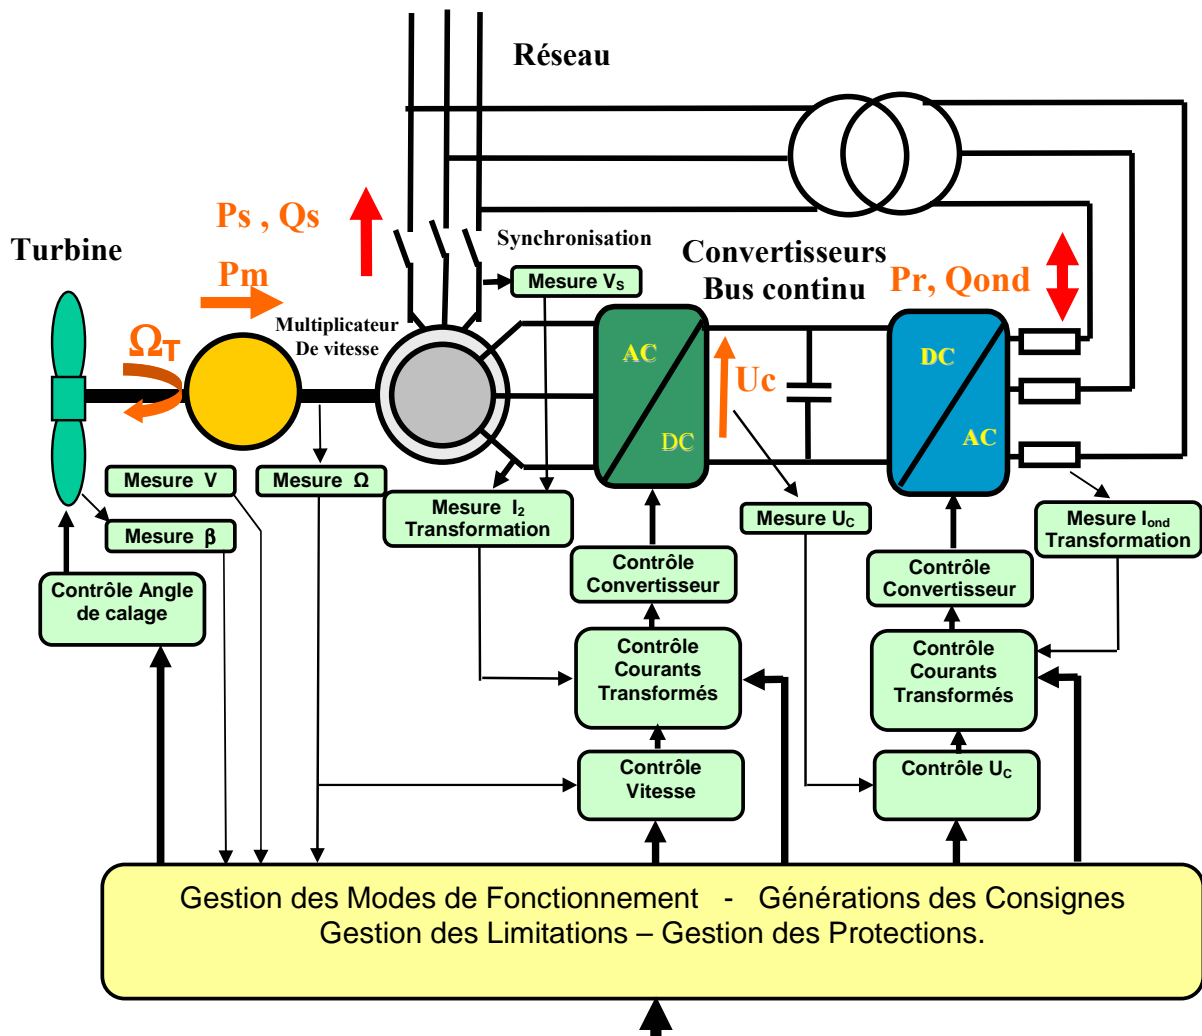 Réseau
Ps , Qs
Synchronisation
Turbine
Pm
Mesure VS
Convertisseurs
Bus continu
Pr, Qond
Multiplicateur
De vitesse
ΩT
AC
DC
Uc
DC
AC
Mesure V
Mesure Ω
Mesure I2
Transformation
Mesure UC
Mesure Iond
Transformation
Mesure β
Contrôle
Convertisseur
Contrôle
Convertisseur
Contrôle Angle
de calage
Contrôle
Courants
Transformés
Contrôle
Courants
Transformés
Contrôle
Vitesse
Contrôle UC
Gestion des Modes de Fonctionnement - Générations des Consignes
Gestion des Limitations – Gestion des Protections.